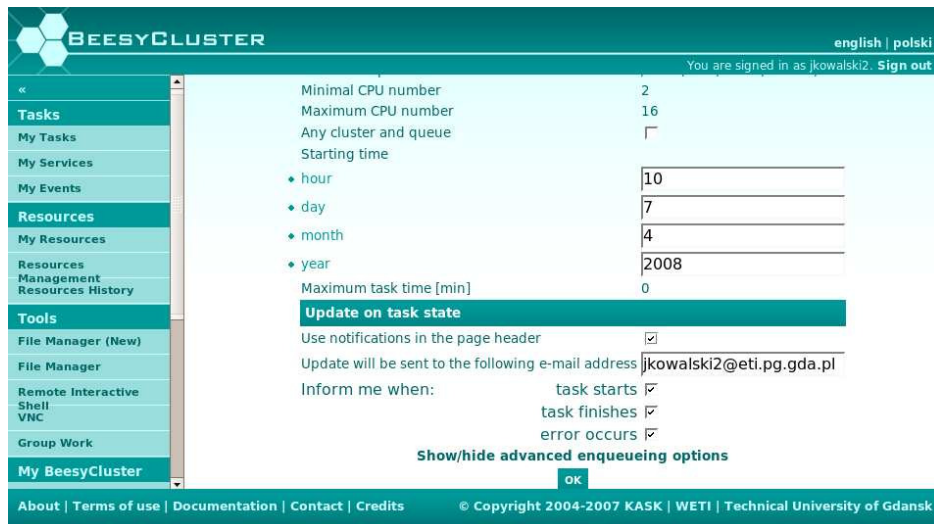 BEESYCLUSTER
english | polski
You are signed in as jkowalski2. Sign out
«
Tasks
My Tasks
My Services
My Events
Resources
My Resources
Resources
Management
Resources History
Tools
File Manager (New)
File Manager
Remote Interactive
Shell
VNC
Group Work
My BeesyCluster
Minimal CPU number 2
Maximum CPU number 16
Any cluster and queue
Starting time
hour 10
day 7
month 4
year 2008
Maximum task time [min] 0
Update on task state
Use notifications in the page header
Update will be sent to the following e-mail address jkowalski2@eti.pg.gda.pl
Inform me when: task starts
task finishes
error occurs
Show/hide advanced enqueueing options
OK
About | Terms of use | Documentation | Contact | Credits © Copyright 2004-2007 KASK | WETI | Technical University of Gdansk